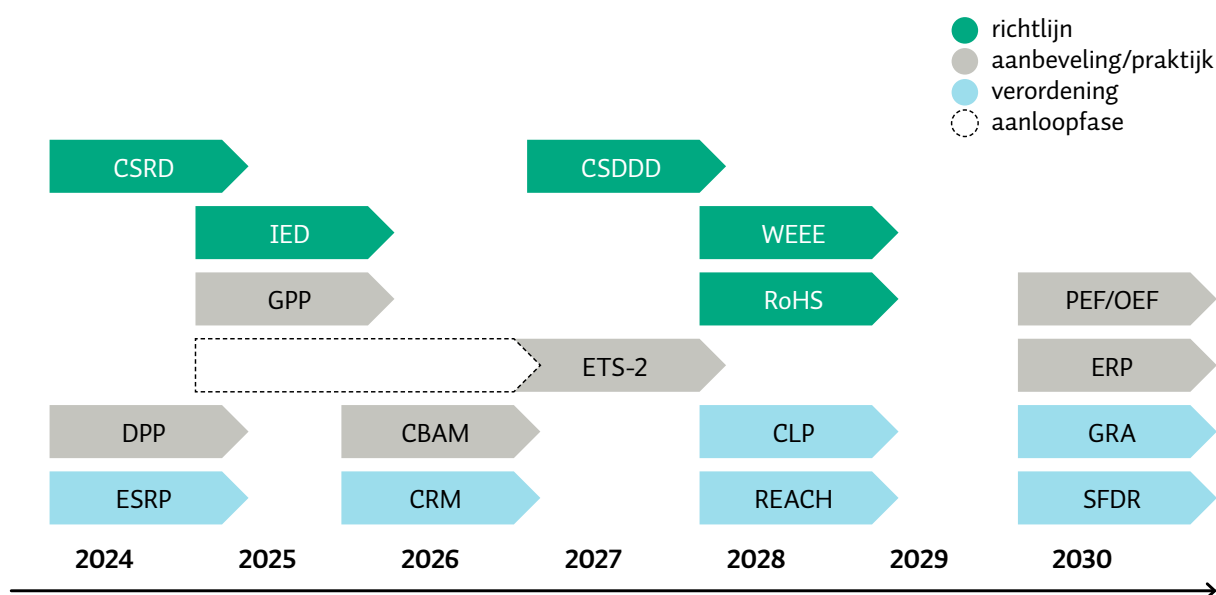 richtlijn
aanbeveling/praktijk
verordening
aanloopfase
CSRD CSDDD
IED WEEE
GPP RoHS PEF/OEF
ETS-2 ERP
DPP CBAM CLP GRA
ESRP CRM REACH SFDR
2024 2025 2026 2027 2028 2029 2030